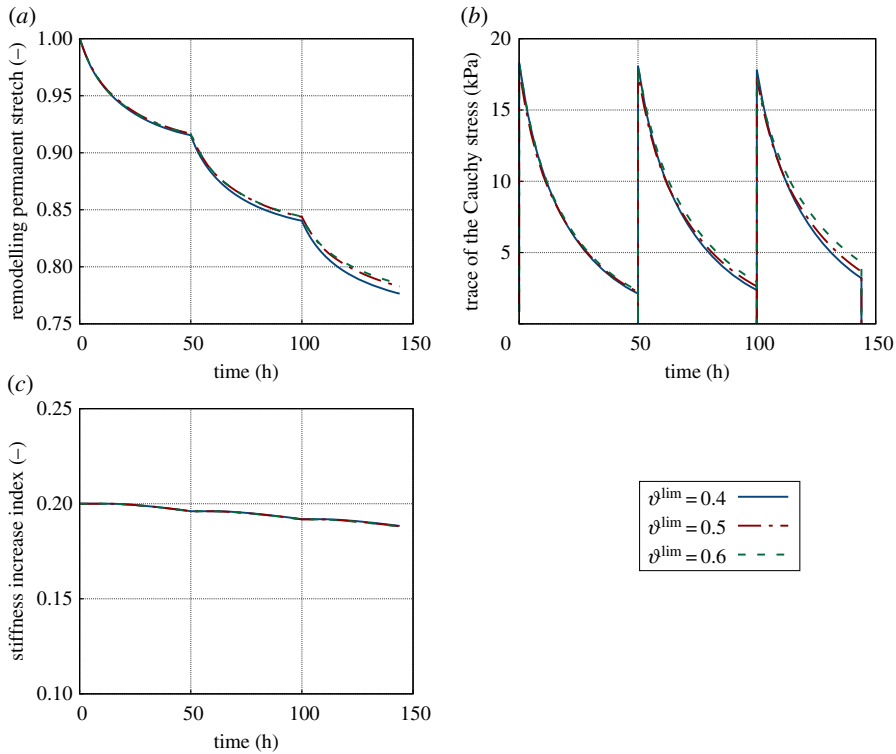 (a)
1.00
0.95
0.90
0.85
0.80
0.75
remodelling permanent stretch (–)
0
50
100
150
time (h)
(b)
20
15
10
5
trace of the Cauchy stress (kPa)
0
50
100
150
time (h)
(c)
0.25
0.20
0.15
0.10
stiffness increase index (–)
0
50
100
150
time (h)
ϑlim = 0.4
ϑlim = 0.5
ϑlim = 0.6